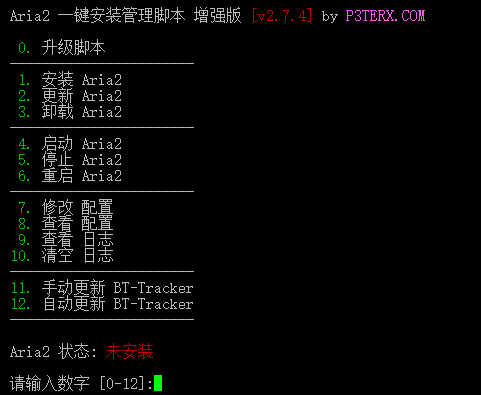 Aria2 一键安装管理脚本 增强版 [v2.7.4] by P3TERX.COM
0. 升级脚本
1. 安装 Aria2
2. 更新 Aria2
3. 卸载 Aria2
4. 启动 Aria2
5. 停止 Aria2
6. 重启 Aria2
7. 修改 配置
8. 查看 配置
9. 查看 日志
10. 清空 日志
11. 手动更新 BT-Tracker
12. 自动更新 BT-Tracker
Aria2 状态: 未安装
请输入数字 [0-12]: